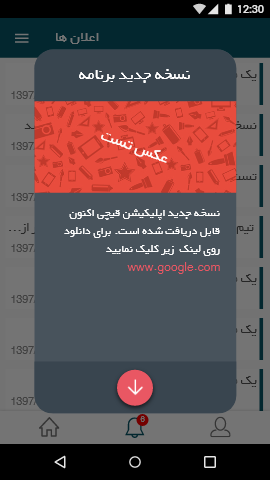 12:30
اعلان ها
نسخه جدید برنامه
عکس تست
نسخه جدید اپلیکیشن قیچی اکنون
قابل دریافت شده است. برای دانلود
روی لینک زیر کلیک نمایید
www.google.com
یک
1397
نسخه
1397
تست
1397
تیم
از...
1397
یک
1397
یک
1397
یک
1397
6